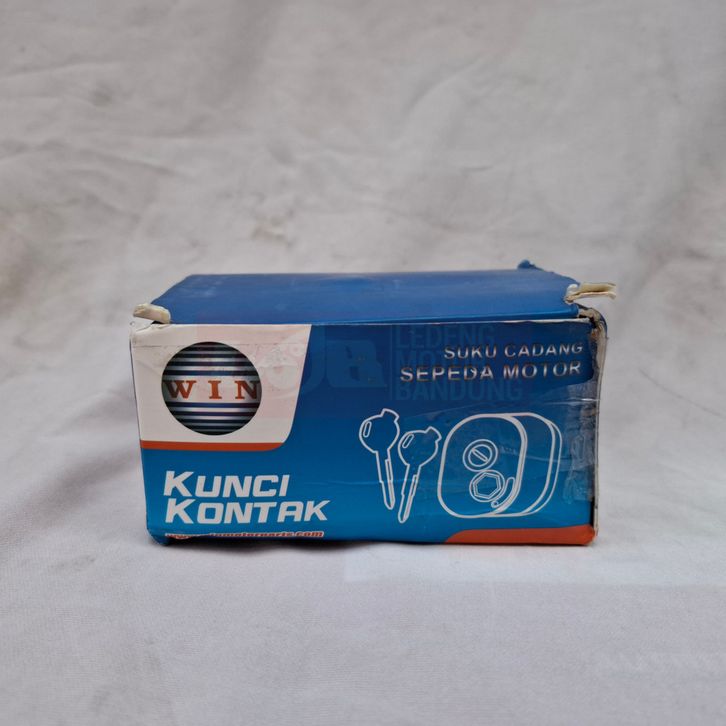 WIN
SUKU CADANG
SEPEDA MOTOR
LEDENG
MOTOR
BANDUNG
KUNCI
KONTAK